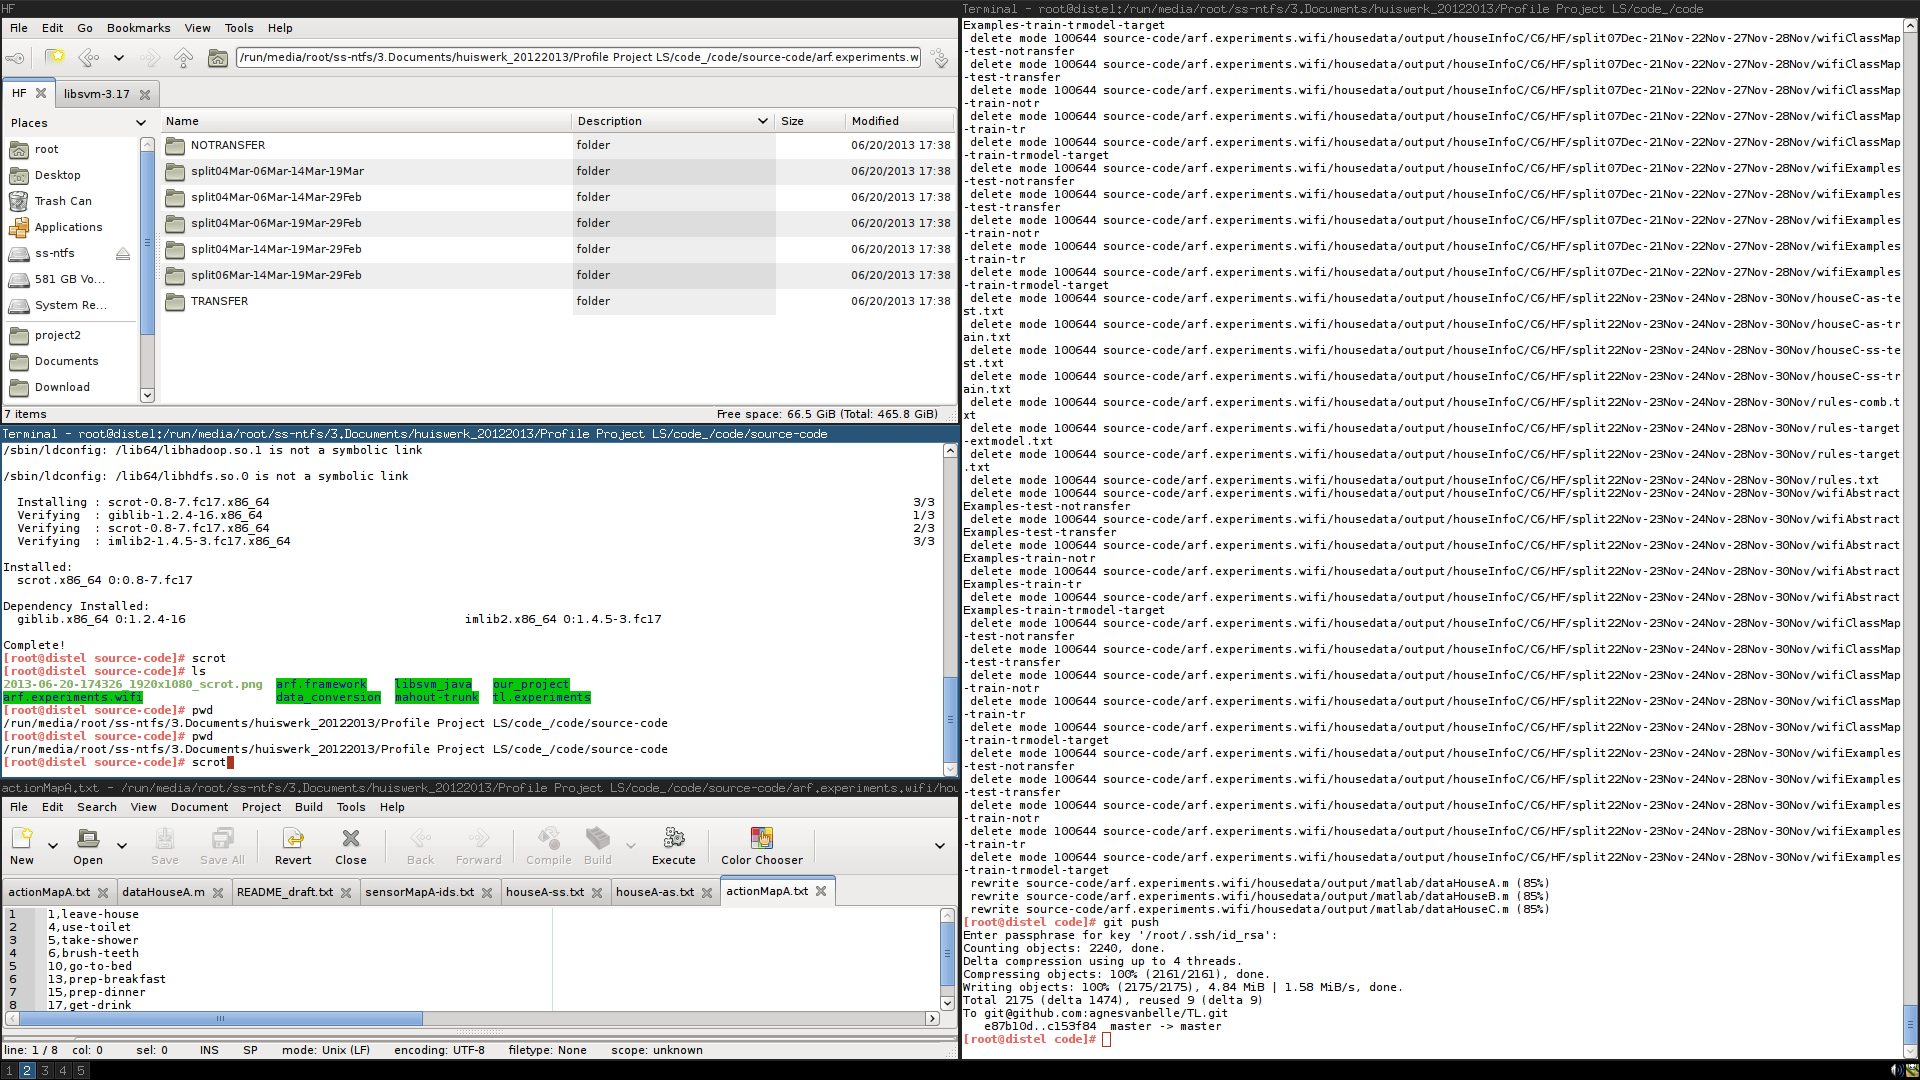 HF
File Edit Go Bookmarks View Tools Help
/run/media/root/ss-ntfs/3.Documents/huiswerk_20122013/Profile Project LS/code_/code/source-code/arf.experiments.w
HF libsvm-3.17
Places
root
Desktop
Trash Can
Applications
ss-ntfs
581 GB Vo...
System Re...
project2
Documents
Download
Name Description Size Modified
NOTRANSFER folder 06/20/2013 17:38
split04Mar-06Mar-14Mar-19Mar folder 06/20/2013 17:38
split04Mar-06Mar-14Mar-29Feb folder 06/20/2013 17:38
split04Mar-06Mar-19Mar-29Feb folder 06/20/2013 17:38
split04Mar-14Mar-19Mar-29Feb folder 06/20/2013 17:38
split06Mar-14Mar-19Mar-29Feb folder 06/20/2013 17:38
TRANSFER folder 06/20/2013 17:38
7 items Free space: 66.5 GiB (Total: 465.8 GiB)
Terminal - root@distel:/run/media/root/ss-ntfs/3.Documents/huiswerk_20122013/Profile Project LS/code_/code/source-code
/sbin/ldconfig: /lib64/libhadoop.so.1 is not a symbolic link
/sbin/ldconfig: /lib64/libhdfs.so.0 is not a symbolic link
Installing : scrot-0.8-7.fc17.x86_64 3/3
Verifying : giblib-1.2.4-16.x86_64 1/3
Verifying : scrot-0.8-7.fc17.x86_64 2/3
Verifying : imlib2-1.4.5-3.fc17.x86_64 3/3
Installed:
scrot.x86_64 0:0.8-7.fc17
Dependency Installed:
giblib.x86_64 0:1.2.4-16 imlib2.x86_64 0:1.4.5-3.fc17
Complete!
[root@distel source-code]# scrot
[root@distel source-code]# ls
2013-06-20-174326_1920x1080_scrot.png arf.framework libsvm_java our_project
arf.experiments.wifi data_conversion mahout-trunk tl.experiments
[root@distel source-code]# pwd
/run/media/root/ss-ntfs/3.Documents/huiswerk_20122013/Profile Project LS/code_/code/source-code
[root@distel source-code]# pwd
/run/media/root/ss-ntfs/3.Documents/huiswerk_20122013/Profile Project LS/code_/code/source-code
[root@distel source-code]# scrot
actionMapA.txt - /run/media/root/ss-ntfs/3.Documents/huiswerk_20122013/Profile Project LS/code_/code/source-code/arf.experiments.wifi/hou
File Edit Search View Document Project Build Tools Help
New Open Save Save All Revert Close Back Forward Compile Build Execute Color Chooser
actionMapA.txt dataHouseA.m README_draft.txt sensorMapA-ids.txt houseA-ss.txt houseA-as.txt actionMapA.txt
1 1,leave-house
2 4,use-toilet
3 5,take-shower
4 6,brush-teeth
5 10,go-to-bed
6 13,prep-breakfast
7 15,prep-dinner
8 17,get-drink
line: 1 / 8 col: 0 sel: 0 INS SP mode: Unix (LF) encoding: UTF-8 filetype: None scope: unknown
1 2 3 4 5
Terminal - root@distel:/run/media/root/ss-ntfs/3.Documents/huiswerk_20122013/Profile Project LS/code_/code
Examples-train-trmodel-target
delete mode 100644 source-code/arf.experiments.wifi/housedata/output/houseInfoC/C6/HF/split07Dec-21Nov-22Nov-27Nov-28Nov/wifiClassMap
-test-notransfer
delete mode 100644 source-code/arf.experiments.wifi/housedata/output/houseInfoC/C6/HF/split07Dec-21Nov-22Nov-27Nov-28Nov/wifiClassMap
-test-transfer
delete mode 100644 source-code/arf.experiments.wifi/housedata/output/houseInfoC/C6/HF/split07Dec-21Nov-22Nov-27Nov-28Nov/wifiClassMap
-train-notr
delete mode 100644 source-code/arf.experiments.wifi/housedata/output/houseInfoC/C6/HF/split07Dec-21Nov-22Nov-27Nov-28Nov/wifiClassMap
-train-tr
delete mode 100644 source-code/arf.experiments.wifi/housedata/output/houseInfoC/C6/HF/split07Dec-21Nov-22Nov-27Nov-28Nov/wifiClassMap
-train-trmodel-target
delete mode 100644 source-code/arf.experiments.wifi/housedata/output/houseInfoC/C6/HF/split07Dec-21Nov-22Nov-27Nov-28Nov/wifiExamples
-test-notransfer
delete mode 100644 source-code/arf.experiments.wifi/housedata/output/houseInfoC/C6/HF/split07Dec-21Nov-22Nov-27Nov-28Nov/wifiExamples
-test-transfer
delete mode 100644 source-code/arf.experiments.wifi/housedata/output/houseInfoC/C6/HF/split07Dec-21Nov-22Nov-27Nov-28Nov/wifiExamples
-train-notr
delete mode 100644 source-code/arf.experiments.wifi/housedata/output/houseInfoC/C6/HF/split07Dec-21Nov-22Nov-27Nov-28Nov/wifiExamples
-train-tr
delete mode 100644 source-code/arf.experiments.wifi/housedata/output/houseInfoC/C6/HF/split07Dec-21Nov-22Nov-27Nov-28Nov/wifiExamples
-train-trmodel-target
delete mode 100644 source-code/arf.experiments.wifi/housedata/output/houseInfoC/C6/HF/split22Nov-23Nov-24Nov-28Nov-30Nov/houseC-as-te
st.txt
delete mode 100644 source-code/arf.experiments.wifi/housedata/output/houseInfoC/C6/HF/split22Nov-23Nov-24Nov-28Nov-30Nov/houseC-as-tr
ain.txt
delete mode 100644 source-code/arf.experiments.wifi/housedata/output/houseInfoC/C6/HF/split22Nov-23Nov-24Nov-28Nov-30Nov/houseC-ss-te
st.txt
delete mode 100644 source-code/arf.experiments.wifi/housedata/output/houseInfoC/C6/HF/split22Nov-23Nov-24Nov-28Nov-30Nov/houseC-ss-tr
ain.txt
delete mode 100644 source-code/arf.experiments.wifi/housedata/output/houseInfoC/C6/HF/split22Nov-23Nov-24Nov-28Nov-30Nov/rules-comb.t
xt
delete mode 100644 source-code/arf.experiments.wifi/housedata/output/houseInfoC/C6/HF/split22Nov-23Nov-24Nov-28Nov-30Nov/rules-target
-extmodel.txt
delete mode 100644 source-code/arf.experiments.wifi/housedata/output/houseInfoC/C6/HF/split22Nov-23Nov-24Nov-28Nov-30Nov/rules-target
.txt
delete mode 100644 source-code/arf.experiments.wifi/housedata/output/houseInfoC/C6/HF/split22Nov-23Nov-24Nov-28Nov-30Nov/rules.txt
delete mode 100644 source-code/arf.experiments.wifi/housedata/output/houseInfoC/C6/HF/split22Nov-23Nov-24Nov-28Nov-30Nov/wifiAbstract
Examples-test-notransfer
delete mode 100644 source-code/arf.experiments.wifi/housedata/output/houseInfoC/C6/HF/split22Nov-23Nov-24Nov-28Nov-30Nov/wifiAbstract
Examples-test-transfer
delete mode 100644 source-code/arf.experiments.wifi/housedata/output/houseInfoC/C6/HF/split22Nov-23Nov-24Nov-28Nov-30Nov/wifiAbstract
Examples-train-notr
delete mode 100644 source-code/arf.experiments.wifi/housedata/output/houseInfoC/C6/HF/split22Nov-23Nov-24Nov-28Nov-30Nov/wifiAbstract
Examples-train-tr
delete mode 100644 source-code/arf.experiments.wifi/housedata/output/houseInfoC/C6/HF/split22Nov-23Nov-24Nov-28Nov-30Nov/wifiAbstract
Examples-train-trmodel-target
delete mode 100644 source-code/arf.experiments.wifi/housedata/output/houseInfoC/C6/HF/split22Nov-23Nov-24Nov-28Nov-30Nov/wifiClassMap
-test-notransfer
delete mode 100644 source-code/arf.experiments.wifi/housedata/output/houseInfoC/C6/HF/split22Nov-23Nov-24Nov-28Nov-30Nov/wifiClassMap
-test-transfer
delete mode 100644 source-code/arf.experiments.wifi/housedata/output/houseInfoC/C6/HF/split22Nov-23Nov-24Nov-28Nov-30Nov/wifiClassMap
-train-notr
delete mode 100644 source-code/arf.experiments.wifi/housedata/output/houseInfoC/C6/HF/split22Nov-23Nov-24Nov-28Nov-30Nov/wifiClassMap
-train-tr
delete mode 100644 source-code/arf.experiments.wifi/housedata/output/houseInfoC/C6/HF/split22Nov-23Nov-24Nov-28Nov-30Nov/wifiClassMap
-train-trmodel-target
delete mode 100644 source-code/arf.experiments.wifi/housedata/output/houseInfoC/C6/HF/split22Nov-23Nov-24Nov-28Nov-30Nov/wifiExamples
-test-notransfer
delete mode 100644 source-code/arf.experiments.wifi/housedata/output/houseInfoC/C6/HF/split22Nov-23Nov-24Nov-28Nov-30Nov/wifiExamples
-test-transfer
delete mode 100644 source-code/arf.experiments.wifi/housedata/output/houseInfoC/C6/HF/split22Nov-23Nov-24Nov-28Nov-30Nov/wifiExamples
-train-notr
delete mode 100644 source-code/arf.experiments.wifi/housedata/output/houseInfoC/C6/HF/split22Nov-23Nov-24Nov-28Nov-30Nov/wifiExamples
-train-tr
delete mode 100644 source-code/arf.experiments.wifi/housedata/output/houseInfoC/C6/HF/split22Nov-23Nov-24Nov-28Nov-30Nov/wifiExamples
-train-trmodel-target
rewrite source-code/arf.experiments.wifi/housedata/output/matlab/dataHouseA.m (85%)
rewrite source-code/arf.experiments.wifi/housedata/output/matlab/dataHouseB.m (85%)
rewrite source-code/arf.experiments.wifi/housedata/output/matlab/dataHouseC.m (85%)
[root@distel code]# git push
Enter passphrase for key '/root/.ssh/id_rsa':
Counting objects: 2240, done.
Delta compression using up to 4 threads.
Compressing objects: 100% (2161/2161), done.
Writing objects: 100% (2175/2175), 4.84 MiB | 1.58 MiB/s, done.
Total 2175 (delta 1474), reused 9 (delta 9)
To git@github.com:agnesvanbelle/TL.git
e87b10d..c153f84 master -> master
[root@distel code]#